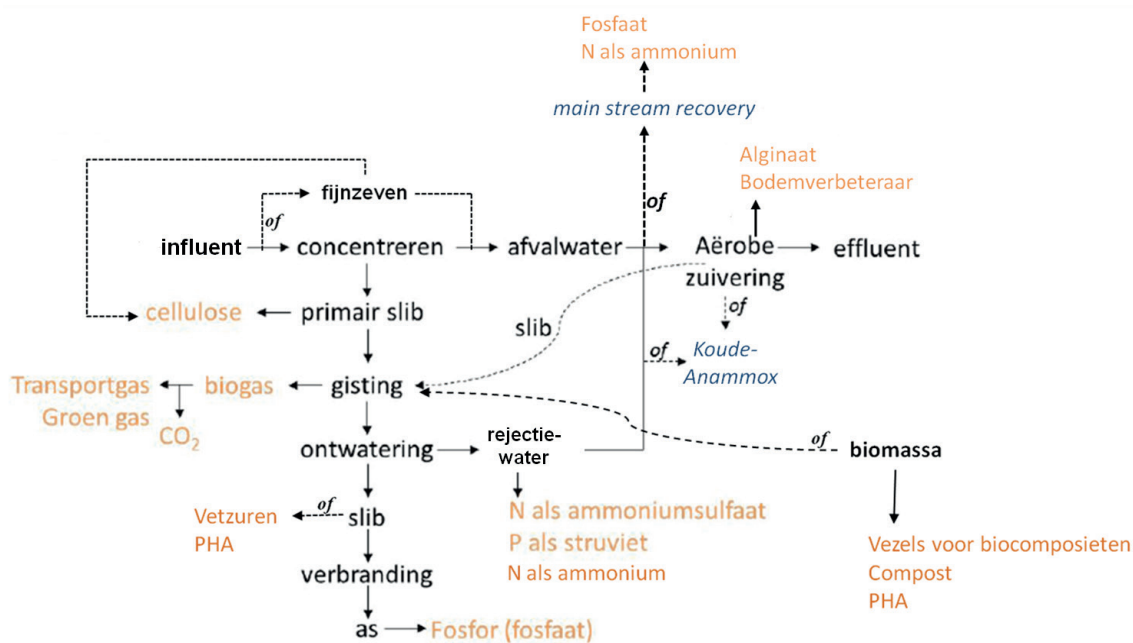 Fosfaat
N als ammonium
main stream recovery
Alginaat
Bodemverbeteraar
fijnzeven
of
of
influent
concentreren
afvalwater
Aërobe
zuivering
effluent
of
cellulose
primair slib
slib
Koude-
Anammox
of
Transportgas
Groen gas
CO₂
biogas
gisting
ontwatering
rejectie-
water
of
biomassa
Vetzuren
PHA
of
slib
N als ammoniumsulfaat
P als struviet
N als ammonium
Vezels voor biocomposieten
Compost
PHA
verbranding
as
Fosfor (fosfaat)